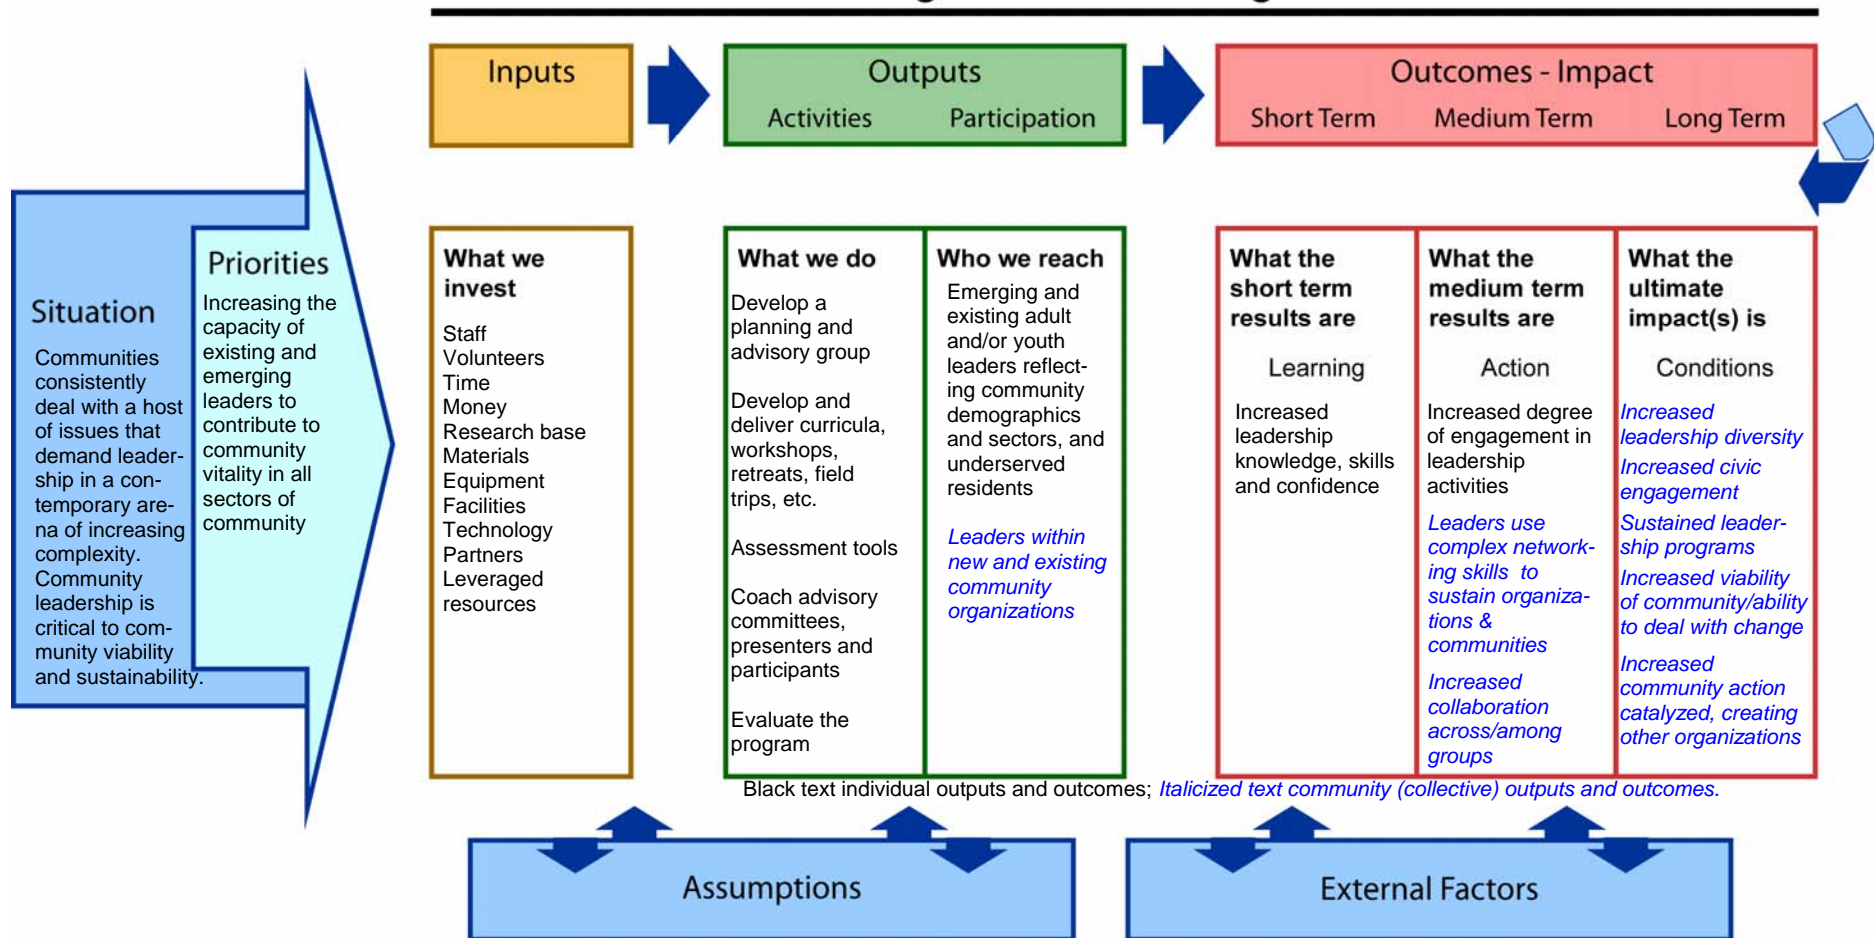 Inputs
Outputs
Activities
Participation
Outcomes - Impact
Short Term
Medium Term
Long Term
Situation
Communities
consistently
deal with a host
of issues that
demand leader-
ship in a con-
temporary are-
na of increasing
complexity.
Community
leadership is
critical to com-
munity viability
and sustainability.
Priorities
Increasing the
capacity of
existing and
emerging
leaders to
contribute to
community
vitality in all
sectors of
community
What we
invest
Staff
Volunteers
Time
Money
Research base
Materials
Equipment
Facilities
Technology
Partners
Leveraged
resources
What we do
Develop a
planning and
advisory group
Develop and
deliver curricula,
workshops,
retreats, field
trips, etc.
Assessment tools
Coach advisory
committees,
presenters and
participants
Evaluate the
program
Who we reach
Emerging and
existing adult
and/or youth
leaders reflect-
ing community
demographics
and sectors, and
underserved
residents
Leaders within
new and existing
community
organizations
What the
short term
results are
Learning
Increased
leadership
knowledge, skills
and confidence
What the
medium term
results are
Action
Increased degree
of engagement in
leadership
activities
Leaders use
complex network-
ing skills to
sustain organiza-
tions &
communities
Increased
collaboration
across/among
groups
What the
ultimate
impact(s) is
Conditions
Increased
leadership diversity
Increased civic
engagement
Sustained leader-
ship programs
Increased viability
of community/ability
to deal with change
Increased
community action
catalyzed, creating
other organizations
Black text individual outputs and outcomes; Italicized text community (collective) outputs and outcomes.
Assumptions
External Factors